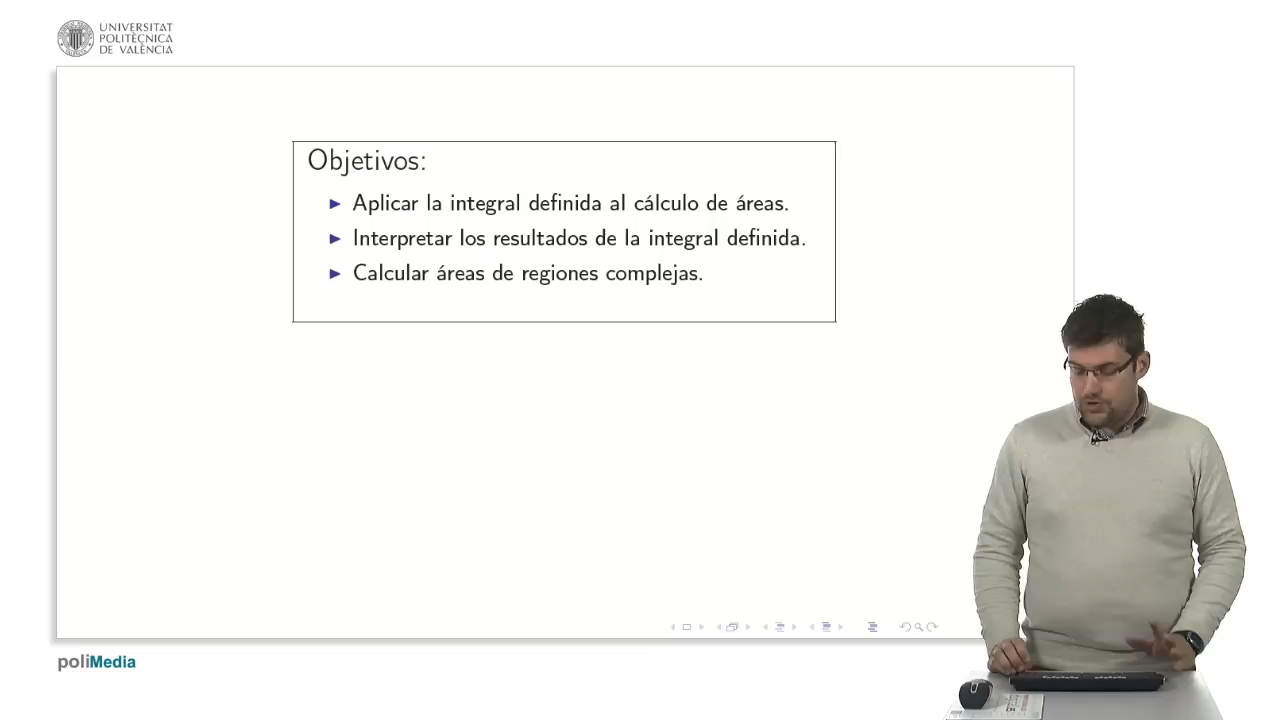 UNIVERSITAT
POLITÈCNICA
DE VALÈNCIA
Objetivos:
Aplicar la integral definida al cálculo de áreas.
Interpretar los resultados de la integral definida.
Calcular áreas de regiones complejas.
poliMedia